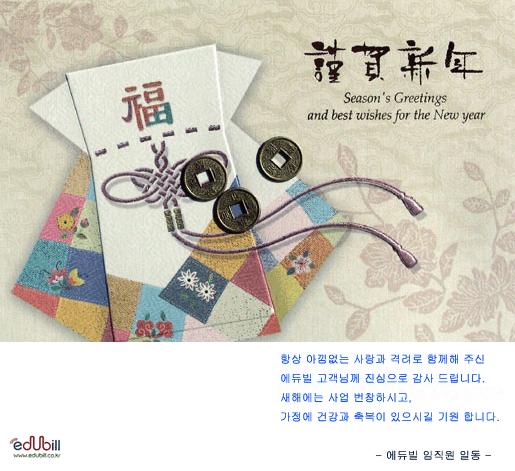 謹賀新年
Season's Greetings
and best wishes for the New year
福
항상 아낌없는 사랑과 격려로 함께해 주신
에듀빌 고객님께 진심으로 감사 드립니다.
새해에는 사업 번창하시고,
가정에 건강과 축복이 있으시길 기원 합니다.
edUbill
www.edubill.co.kr
- 에듀빌 임직원 일동 -